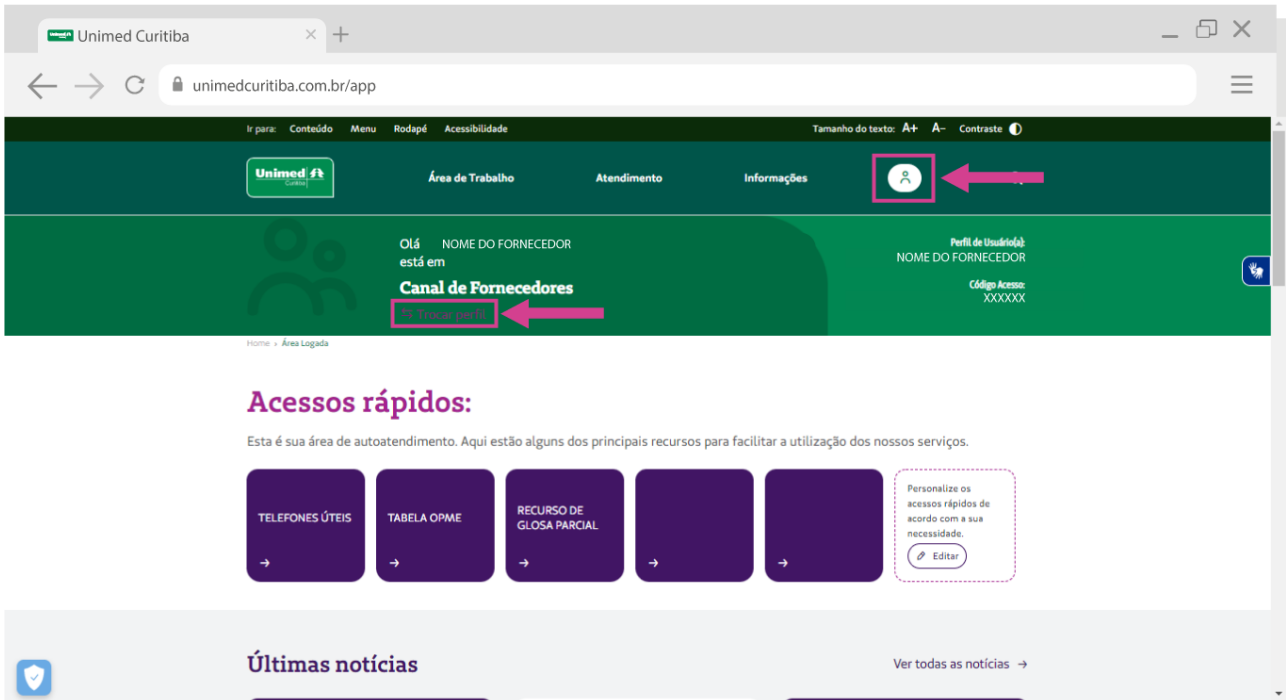 Unimed Curitiba
unimedcuritiba.com.br/app
Ir para: Conteúdo Menu Rodapé Acessibilidade
Tamanho do texto: A+ A- Contraste
Unimed
Curitiba
Área de Trabalho Atendimento Informações
Olá NOME DO FORNECEDOR
está em
Canal de Fornecedores
Trocar perfil
Perfil de Usuário(a):
NOME DO FORNECEDOR
Código Acesso:
XXXXXX
Home › Área Logada
Acessos rápidos:
Esta é sua área de autoatendimento. Aqui estão alguns dos principais recursos para facilitar a utilização dos nossos serviços.
TELEFONES ÚTEIS
TABELA OPME
RECURSO DE
GLOSA PARCIAL
Personalize os
acessos rápidos de
acordo com a sua
necessidade.
Editar
Últimas notícias
Ver todas as notícias →